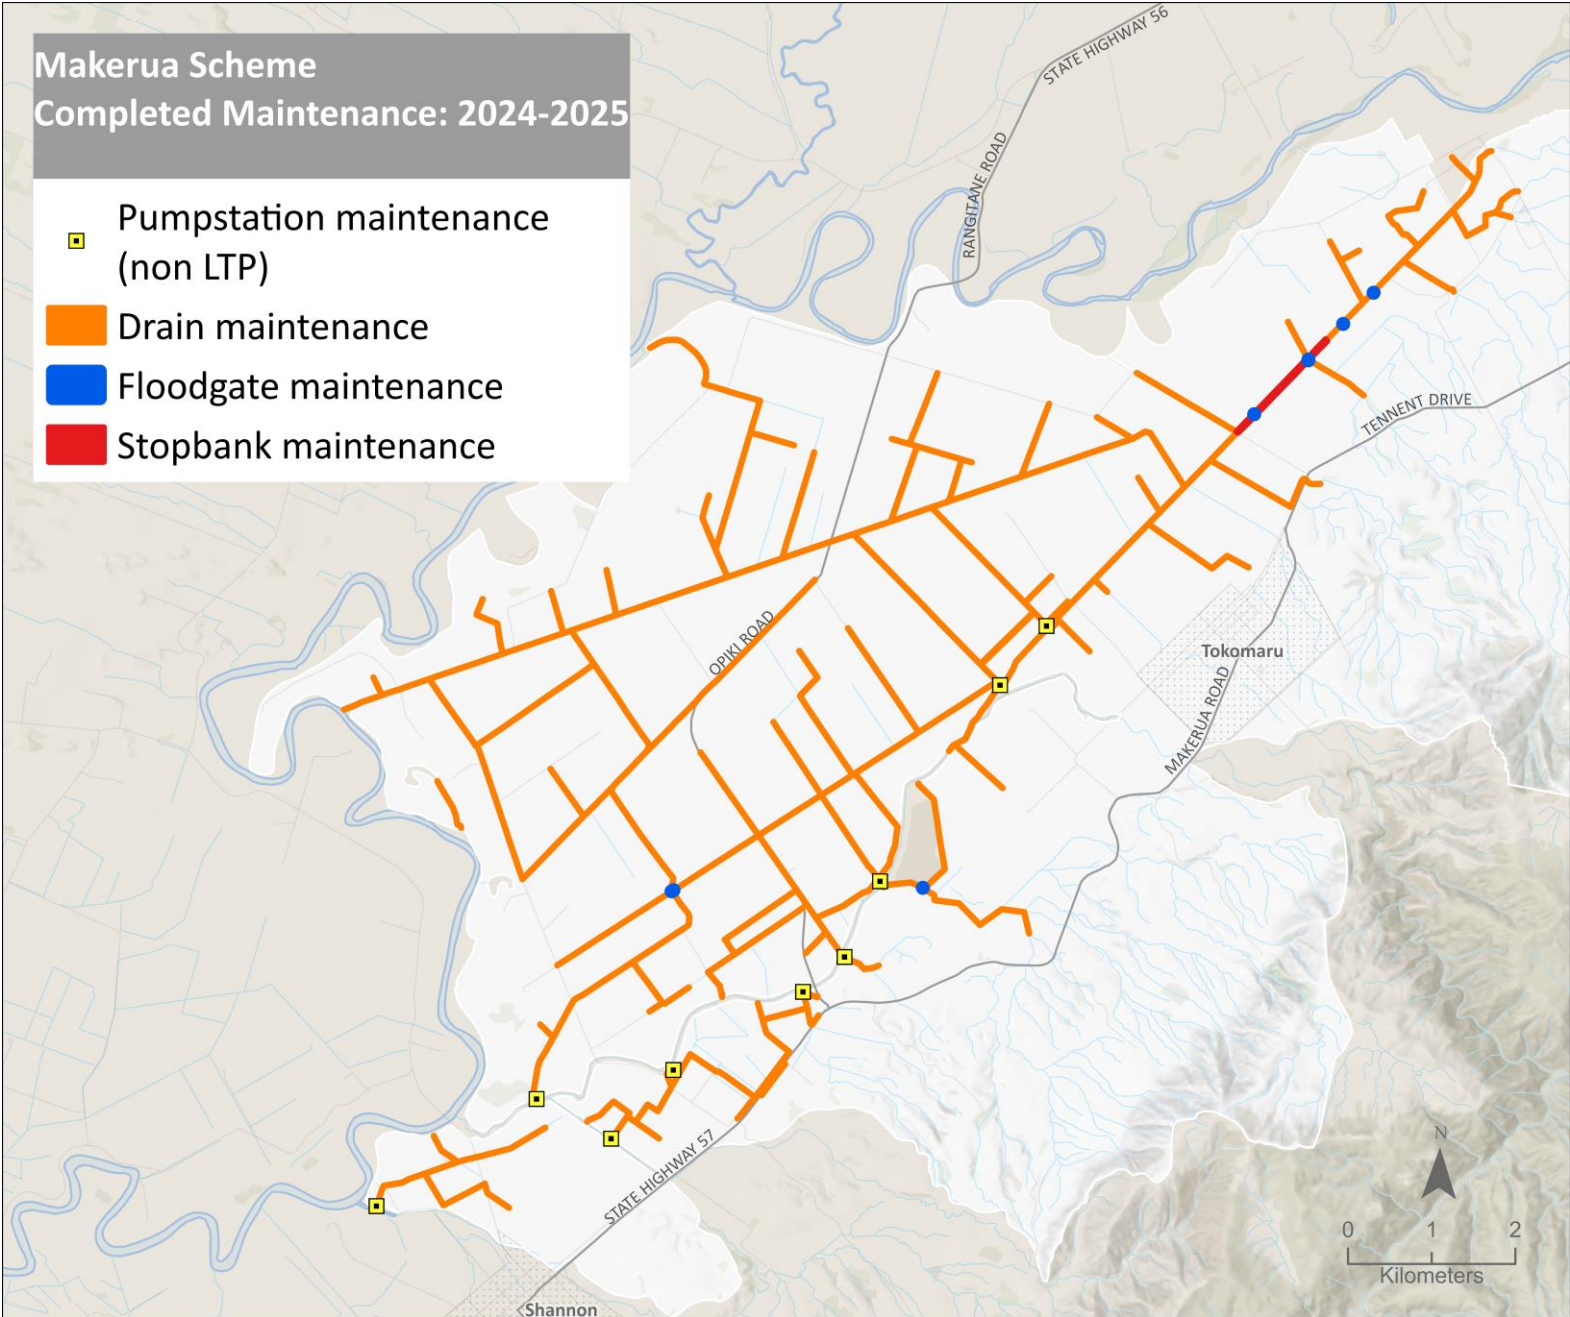 Makerua Scheme
Completed Maintenance: 2024-2025
Pumpstation maintenance
(non LTP)
Drain maintenance
Floodgate maintenance
Stopbank maintenance
STATE HIGHWAY 56
RANGITANE ROAD
TENNENT DRIVE
OPIKI ROAD
Tokomaru
MAKERUA ROAD
STATE HIGHWAY 57
Shannon
N
0 1 2
Kilometers